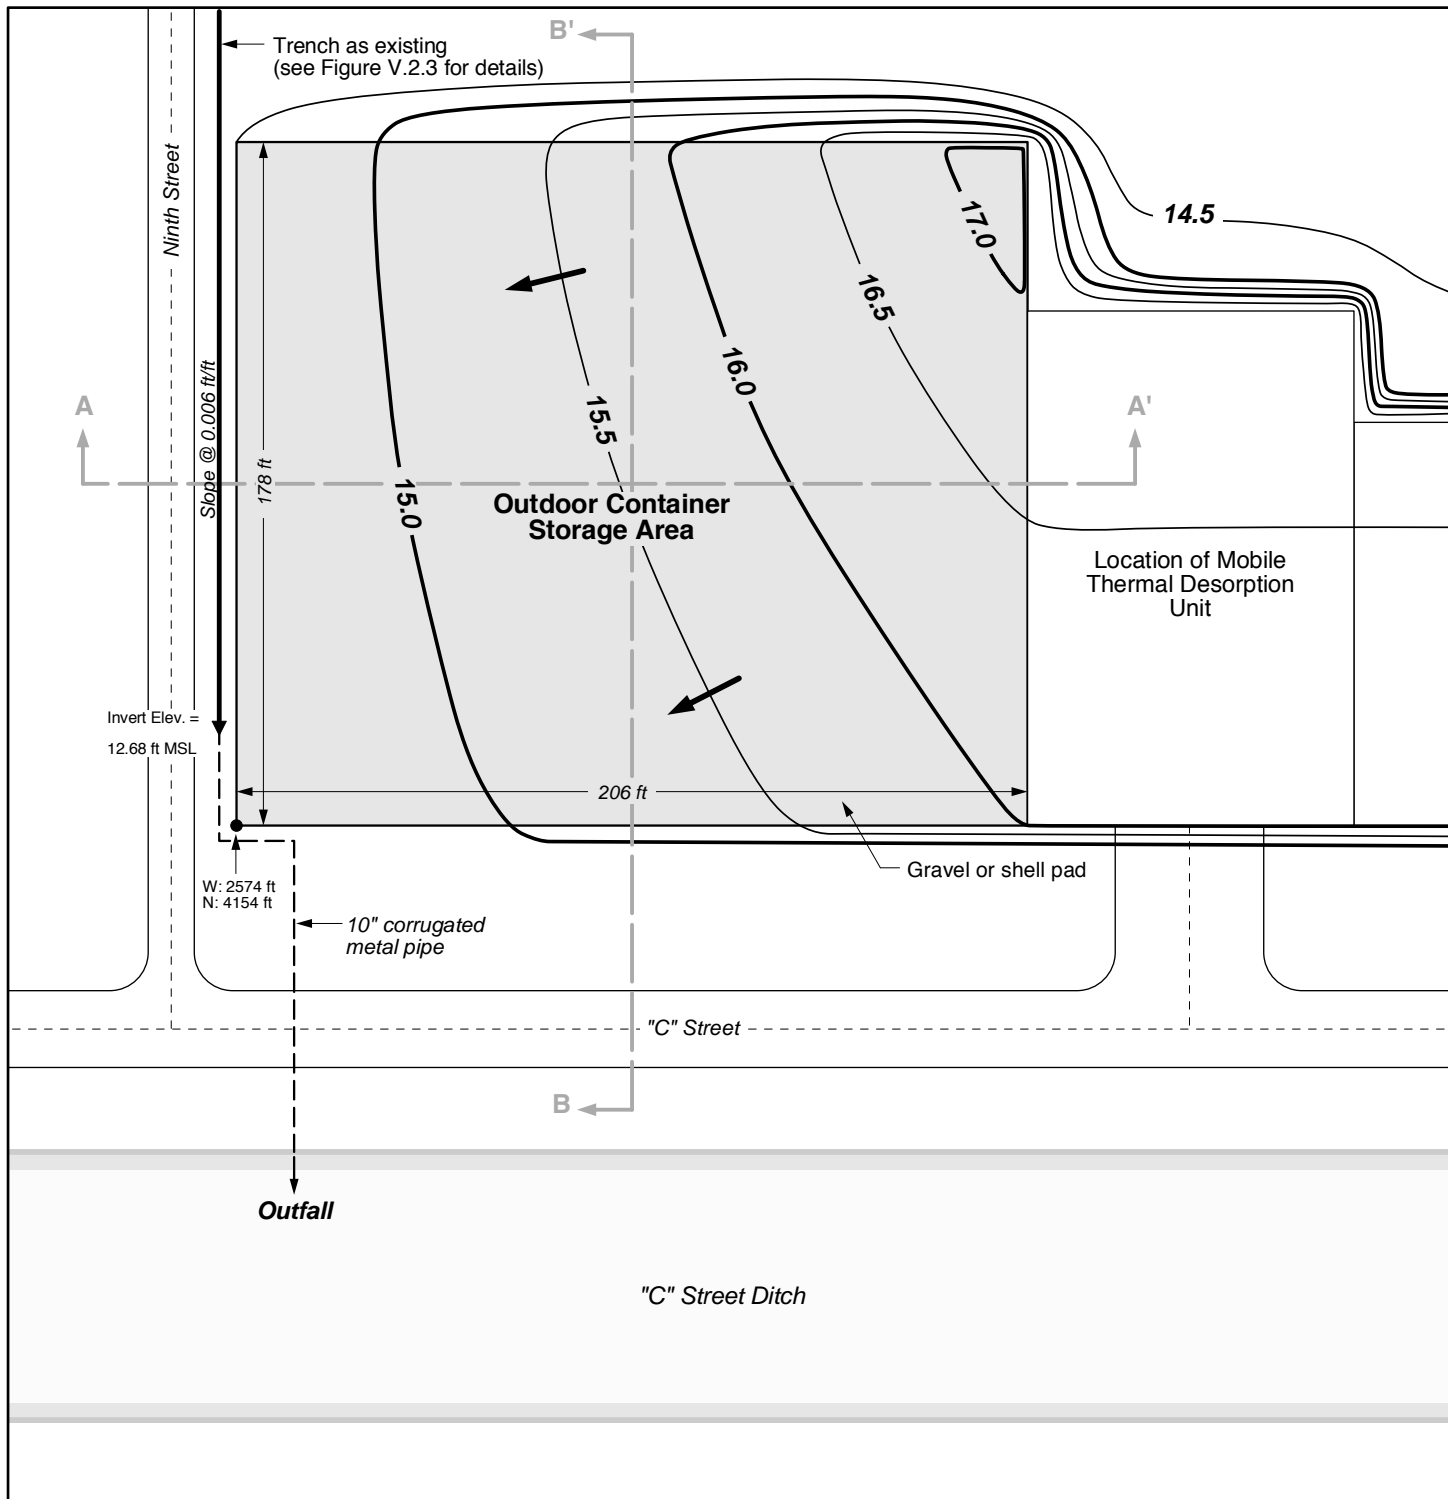 B'
Trench as existing
(see Figure V.2.3 for details)
Ninth Street
14.5
17.0
16.5
16.0
15.5
15.0
Slope @ 0.006 ft/ft
178 ft
A
A'
Outdoor Container
Storage Area
Location of Mobile
Thermal Desorption
Unit
Invert Elev. =
12.68 ft MSL
206 ft
Gravel or shell pad
W: 2574 ft
N: 4154 ft
10" corrugated
metal pipe
"C" Street
B
Outfall
"C" Street Ditch